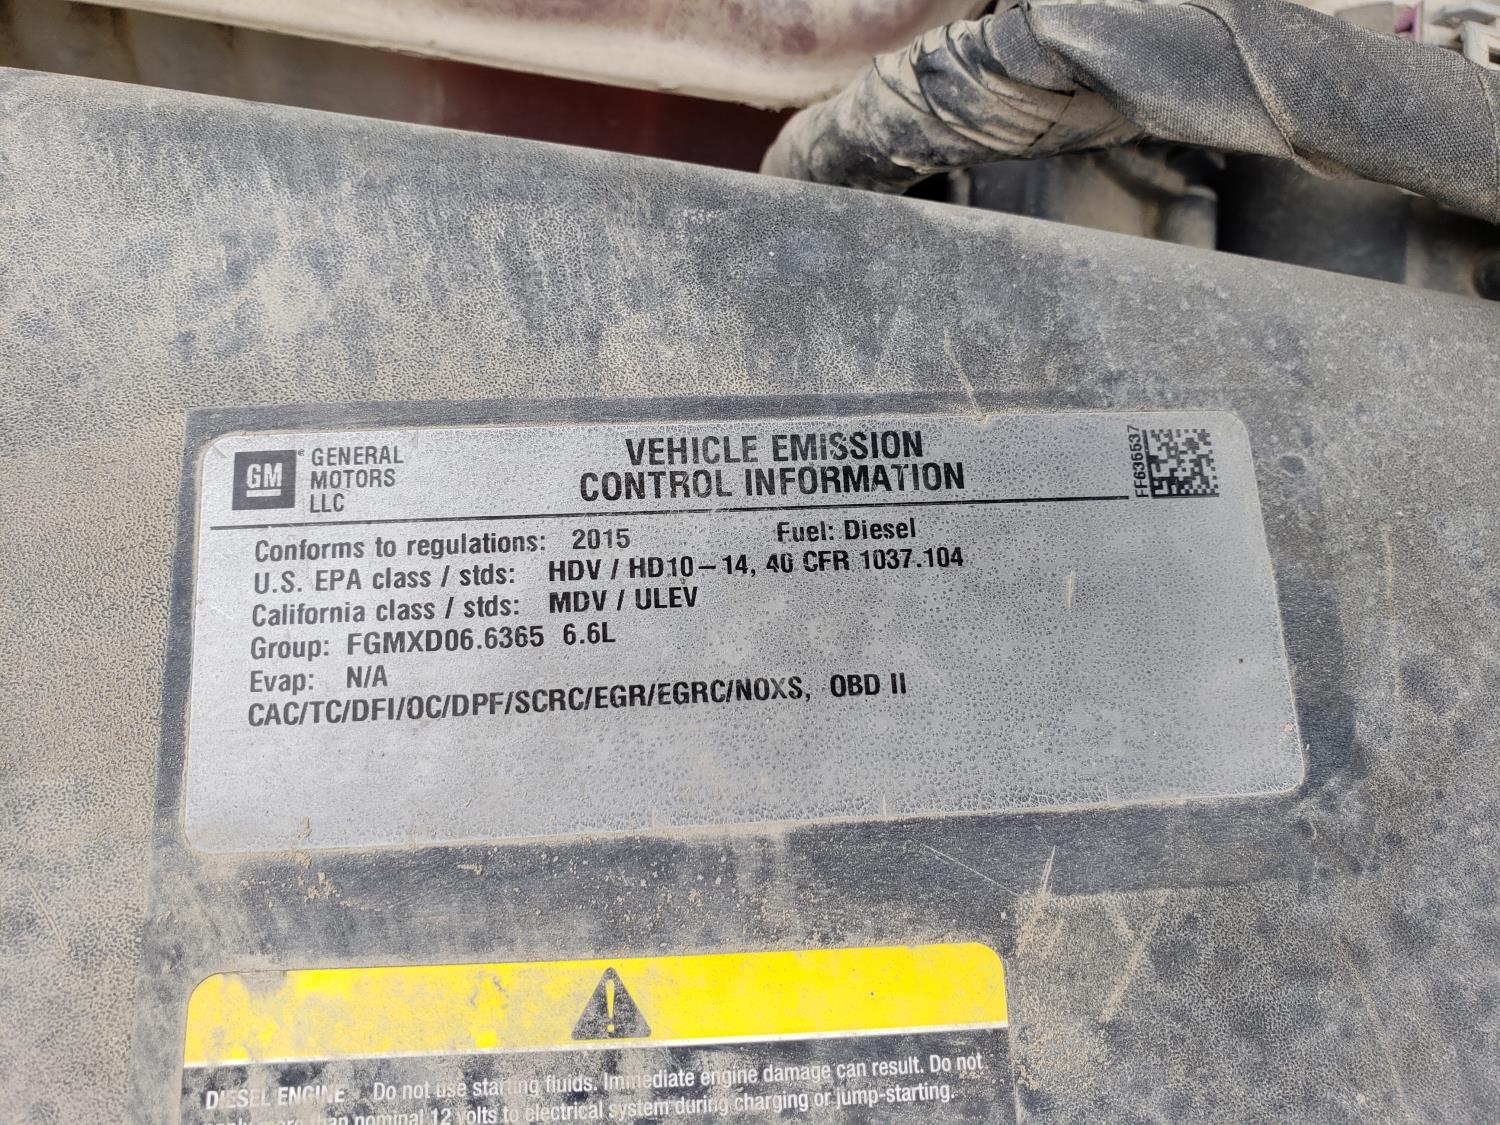 GM
GENERAL
MOTORS
LLC
VEHICLE EMISSION
CONTROL INFORMATION
FF635537
Conforms to regulations: 2015 Fuel: Diesel
U.S. EPA class / stds: HDV / HD10-14, 40 CFR 1037.104
California class / stds: MDV / ULEV
Group: FGMXD06.6365 6.6L
Evap: N/A
CAC/TC/DFI/OC/DPF/SCRC/EGR/EGRC/NOXS, OBD II
DIESEL ENGINE Do not use starting fluids. Immediate engine damage can result. Do not
more than nominal 12 volts to electrical system during charging or jump-starting.